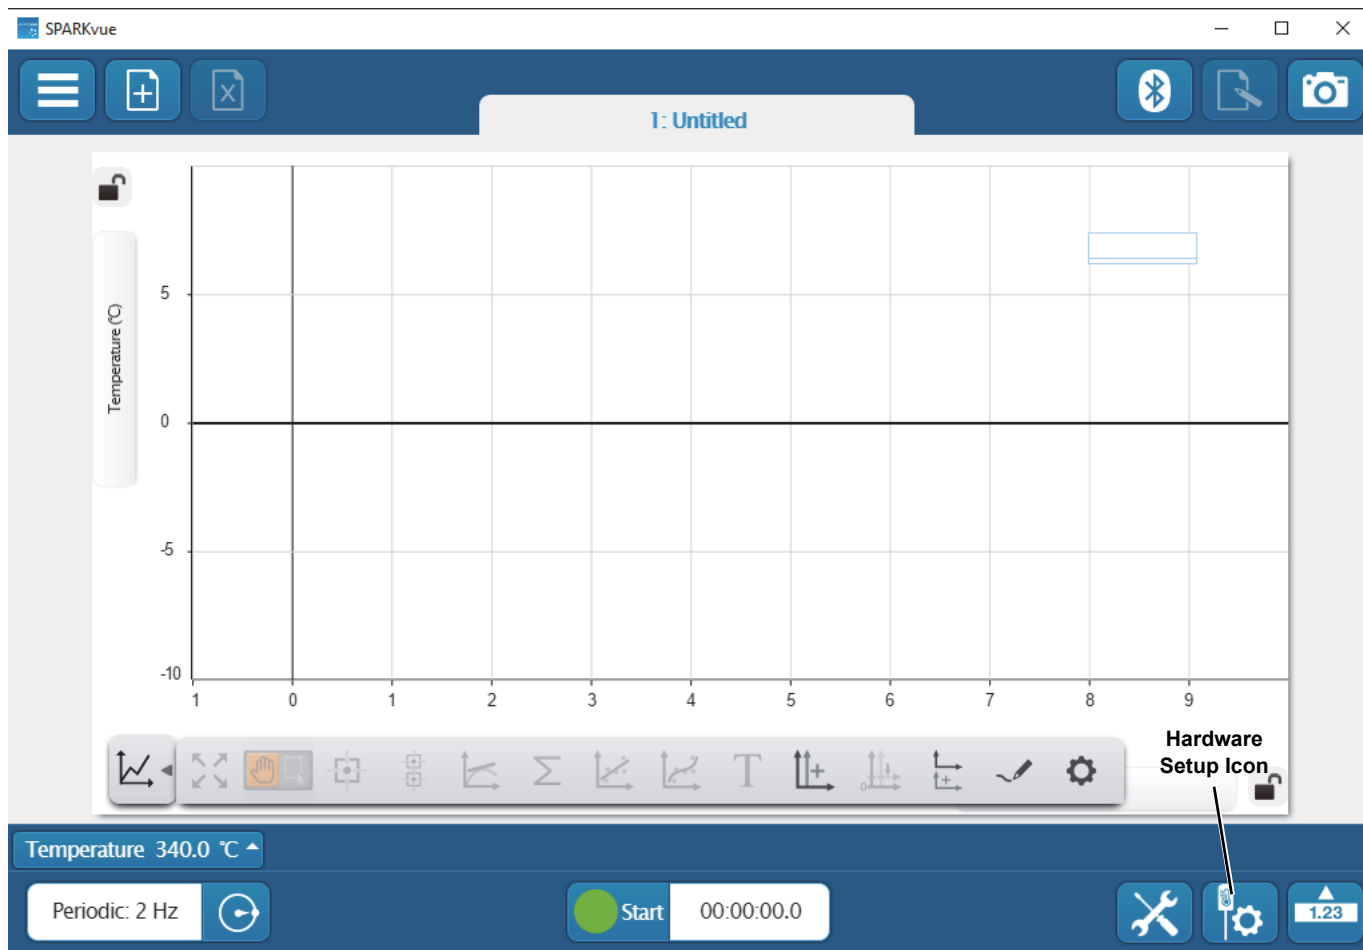 SPARKvue
1: Untitled
Temperature (℃)
5
0
-5
-10
1 0 1 2 3 4 5 6 7 8 9
Hardware
Setup Icon
T
0
Temperature 340.0 ℃
Periodic: 2 Hz
Start
00:00:00.0
1.23